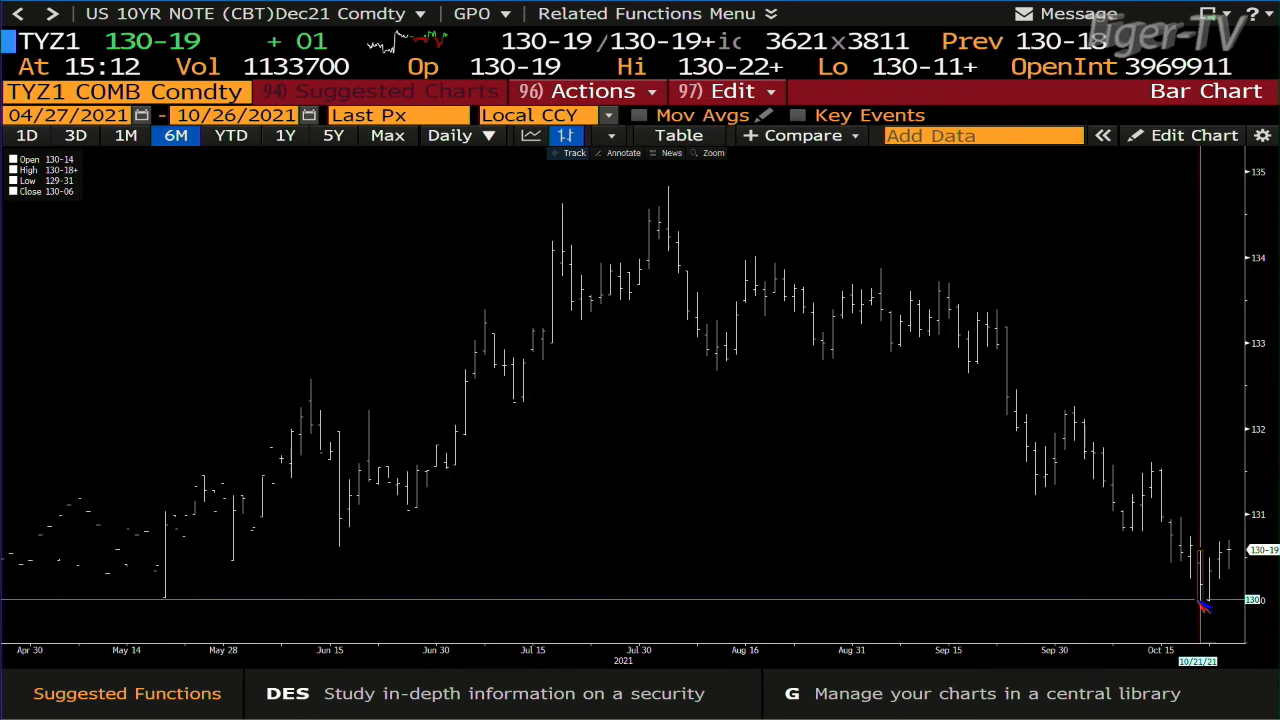 < > US 10YR NOTE (CBT)Dec21 Comdty GPO Related Functions Menu Message ?
TYZ1 130-19 + 01 130-19/130-19+ic 3621x3811 Prev 130-18
Tiger-TV
At 15:12 Vol 1133700 Op 130-19 Hi 130-22+ Lo 130-11+ OpenInt 3969911
TYZ1 COMB Comdty 94) Suggested Charts 96) Actions 97) Edit Bar Chart
04/27/2021 - 10/26/2021 Last Px Local CCY Mov Avgs Key Events
1D 3D 1M 6M YTD 1Y 5Y Max Daily ▼ Table + Compare Add Data « Edit Chart
Track Annotate News Zoom
Open 130-14
High 130-18+
Low 129-31
Close 130-06
135
134
133
132
131
130-19
130
Apr 30 May 14 May 28 Jun 15 Jun 30 Jul 15 Jul 30 Aug 16 Aug 31 Sep 15 Sep 30 Oct 15
2021 10/21/21
Suggested Functions DES Study in-depth information on a security G Manage your charts in a central library